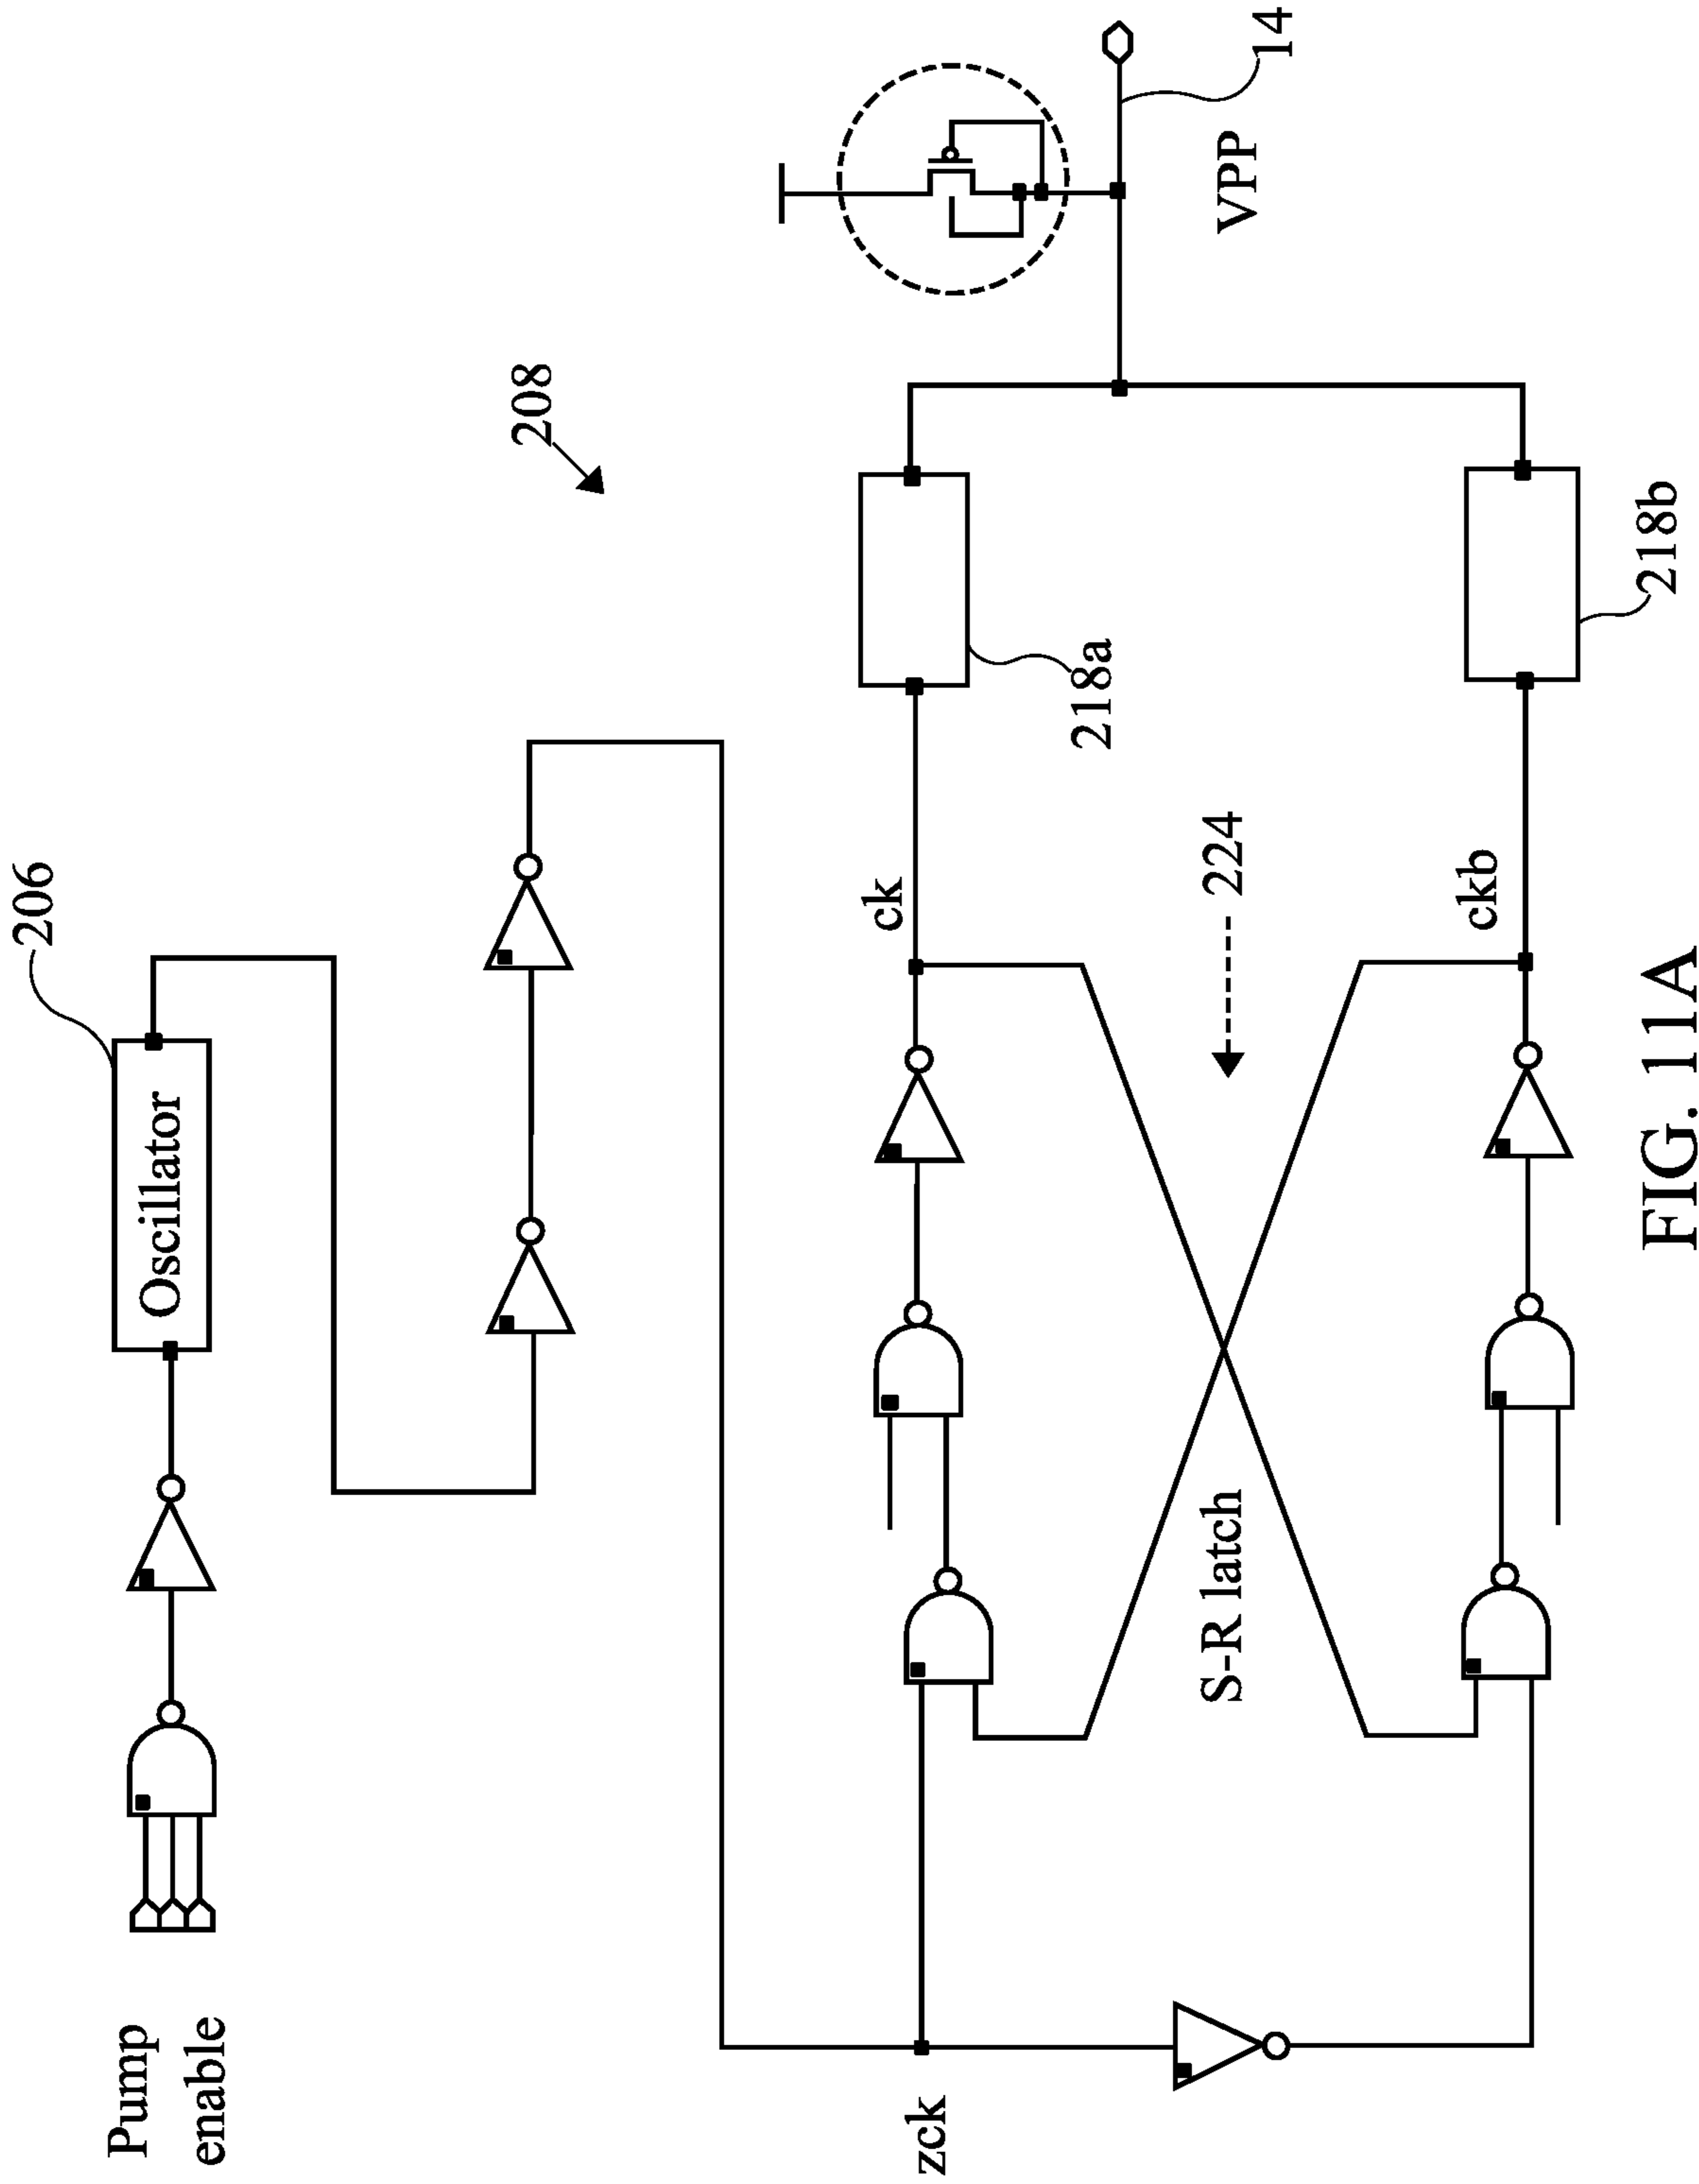 Pump
enable
Oscillator
206
208
zck
ck
218a
14
VPP
S-R latch
224
ckb
218b
FIG. 11A